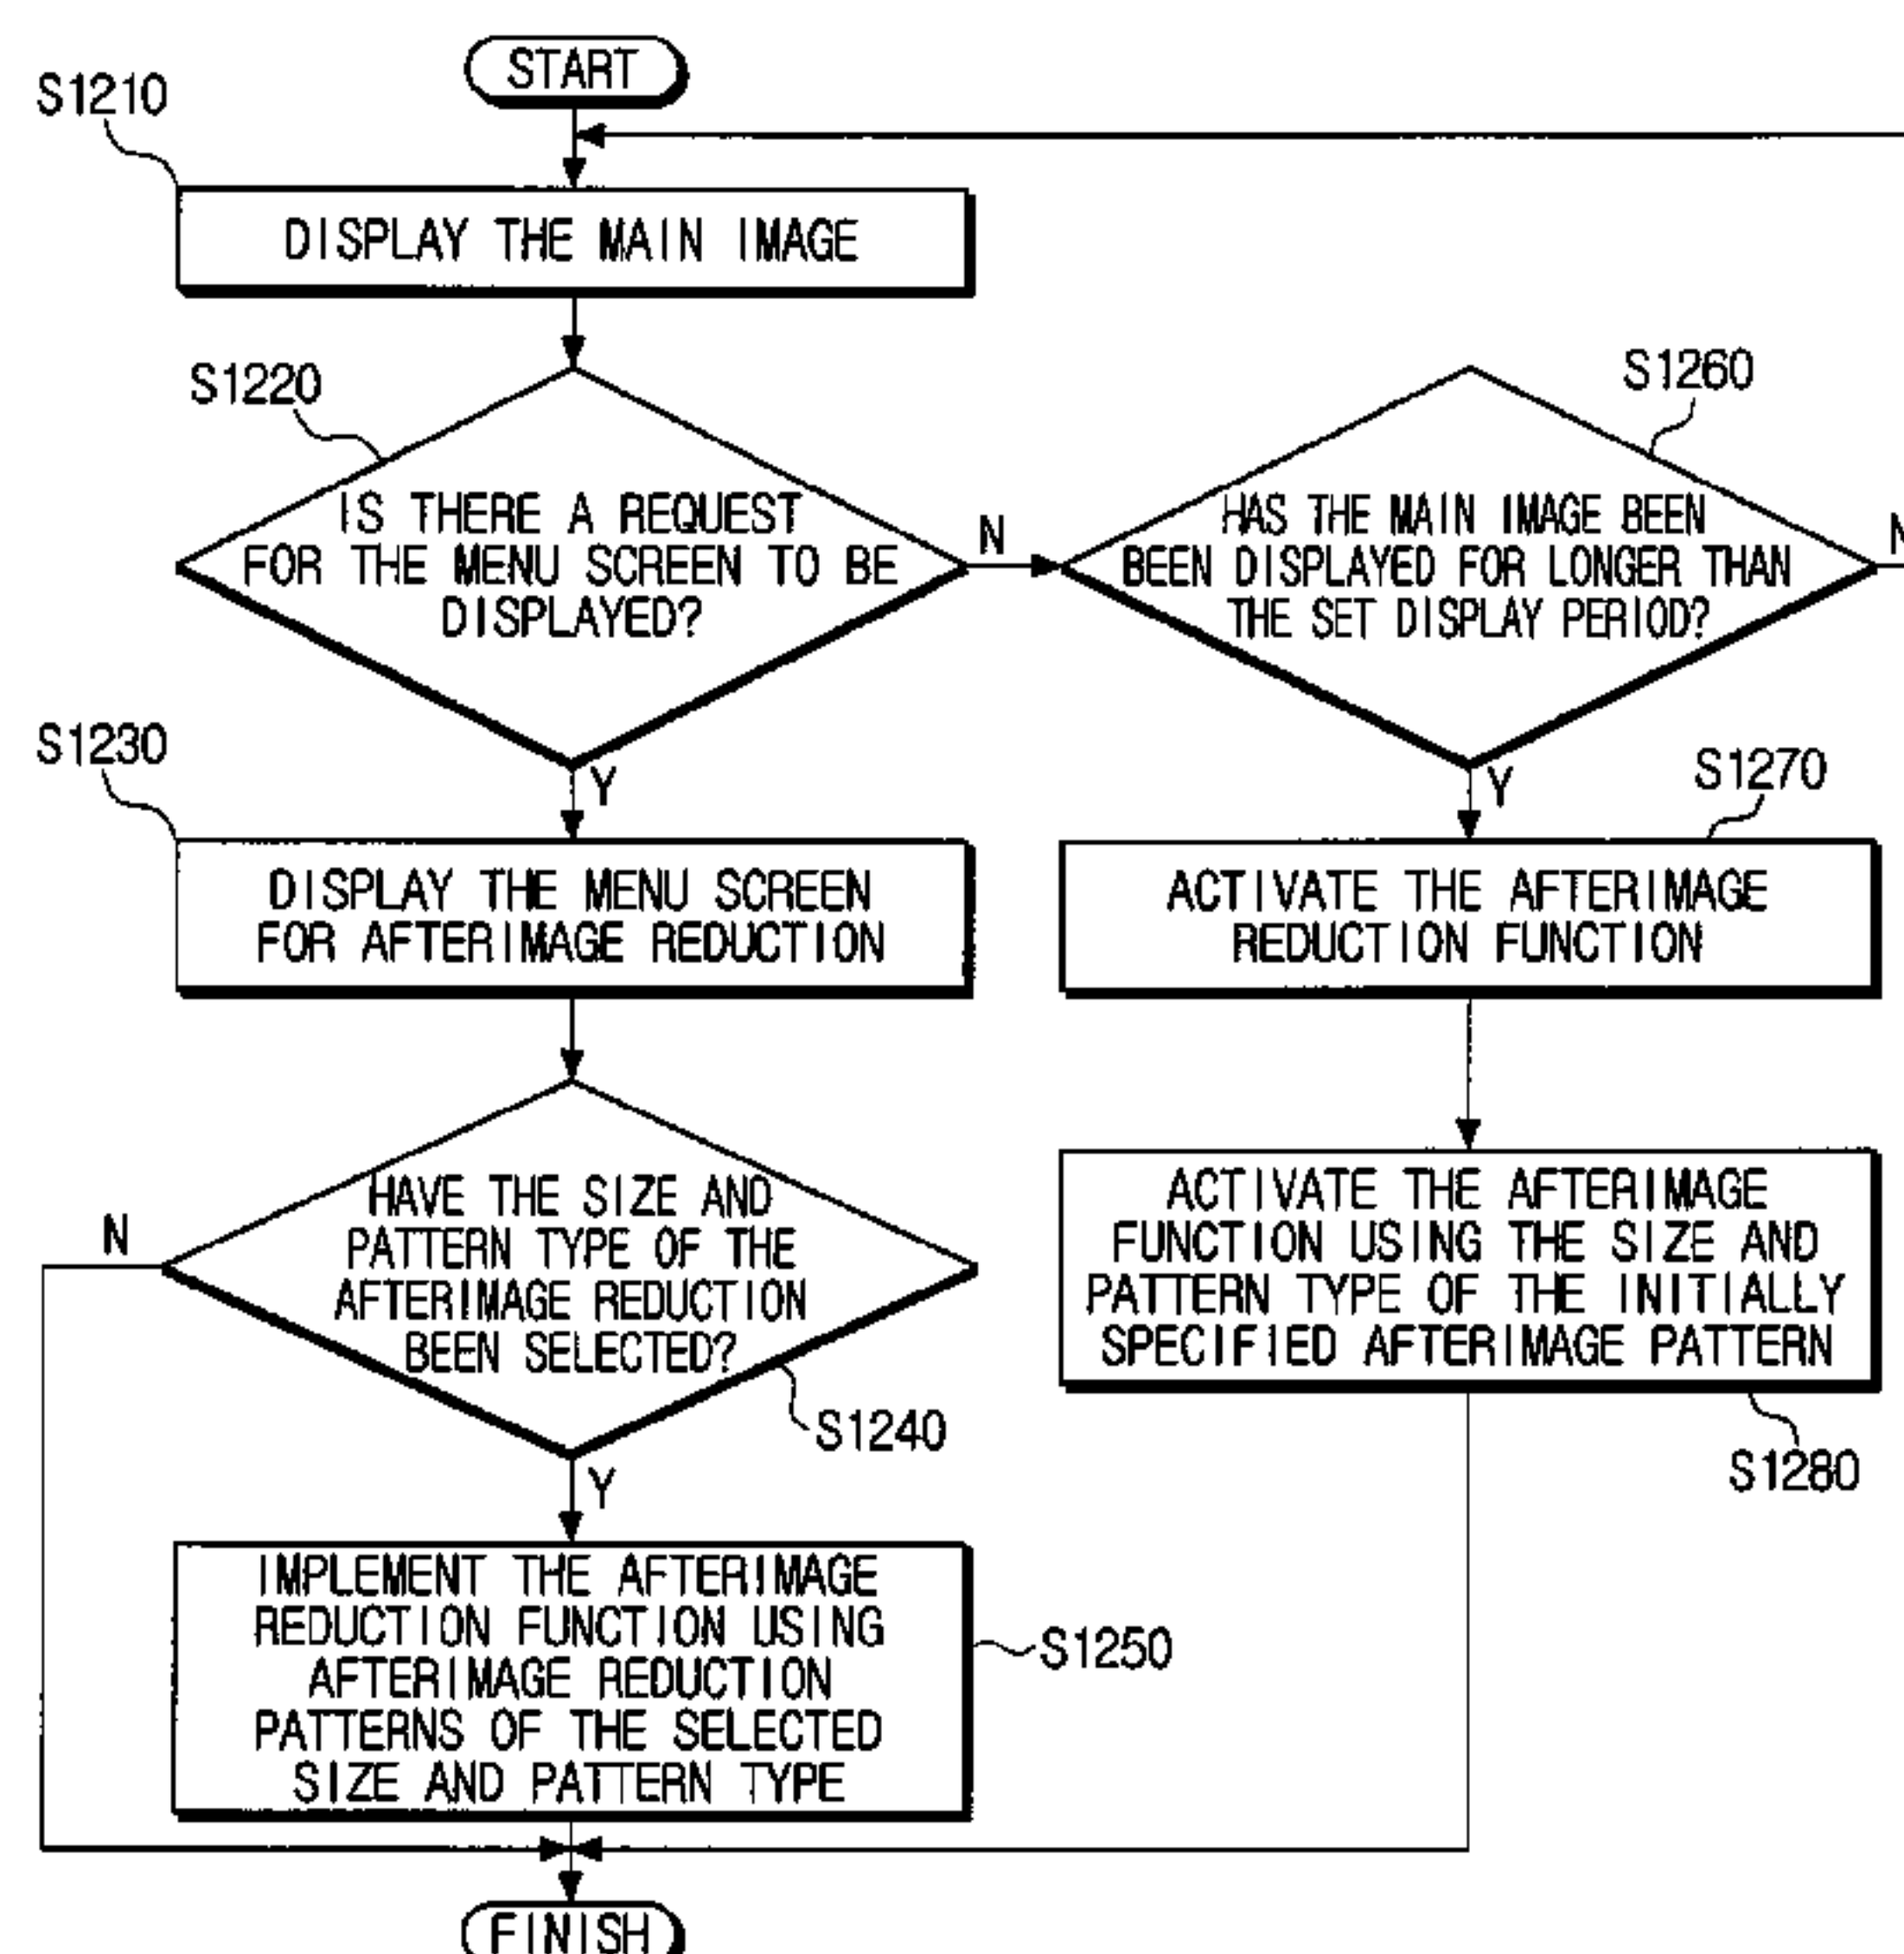 START
S1210
DISPLAY THE MAIN IMAGE
S1220
IS THERE A REQUEST
FOR THE MENU SCREEN TO BE
DISPLAYED?
N
S1260
HAS THE MAIN IMAGE BEEN
BEEN DISPLAYED FOR LONGER THAN
THE SET DISPLAY PERIOD?
N
Y
S1230
DISPLAY THE MENU SCREEN
FOR AFTERIMAGE REDUCTION
Y
S1270
ACTIVATE THE AFTERIMAGE
REDUCTION FUNCTION
HAVE THE SIZE AND
PATTERN TYPE OF THE
AFTERIMAGE REDUCTION
BEEN SELECTED?
N
S1240
Y
ACTIVATE THE AFTERIMAGE
FUNCTION USING THE SIZE AND
PATTERN TYPE OF THE INITIALLY
SPECIFIED AFTERIMAGE PATTERN
S1280
IMPLEMENT THE AFTERIMAGE
REDUCTION FUNCTION USING
AFTERIMAGE REDUCTION
PATTERNS OF THE SELECTED
SIZE AND PATTERN TYPE
S1250
FINISH